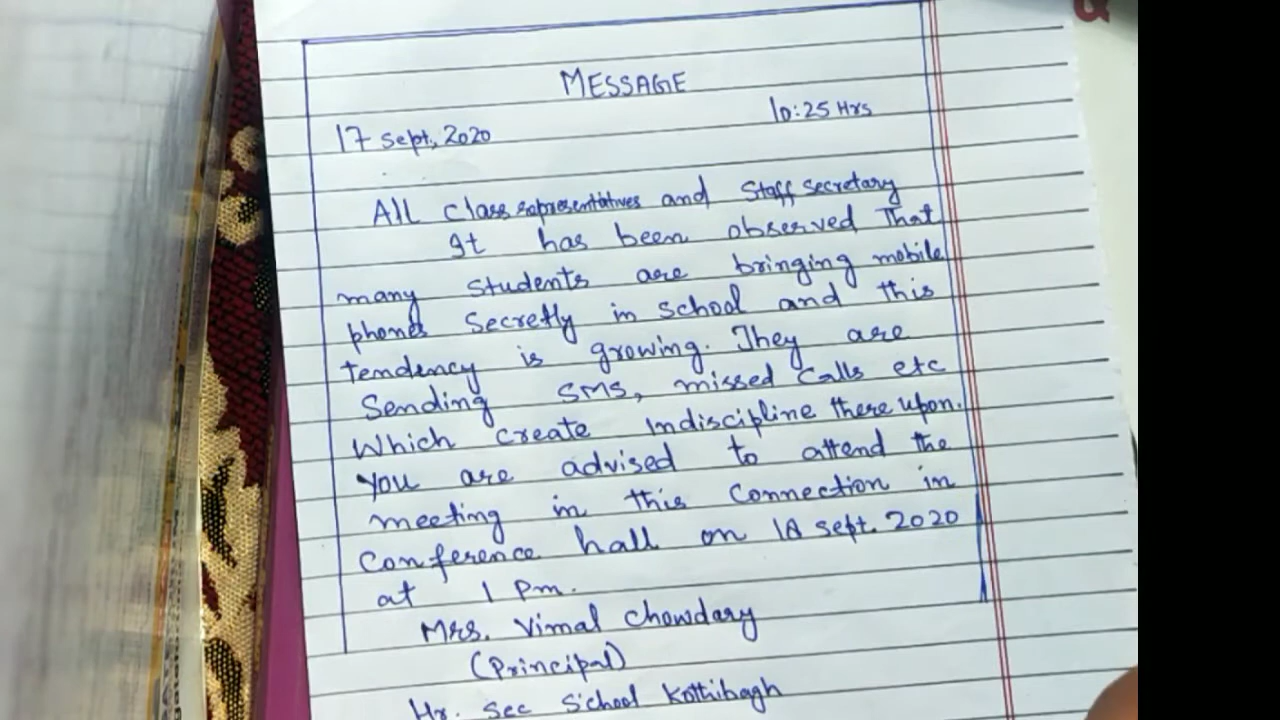 MESSAGE
10:25 Hrs
17 Sept, 2020
All class representitives and Staff secretary
It has been observed that
many students are bringing mobile
phones secretly in school and this
tendency is growing. They are
Sending SMS, missed calls etc
Which create Indiscipline there upon.
You are advised to attend the
meeting in this connection in
Conference hall on 18 sept. 2020
at 1 Pm.
Mrs. Vimal Chowdary
(Principal)
Hr. Sec School Kothibagh